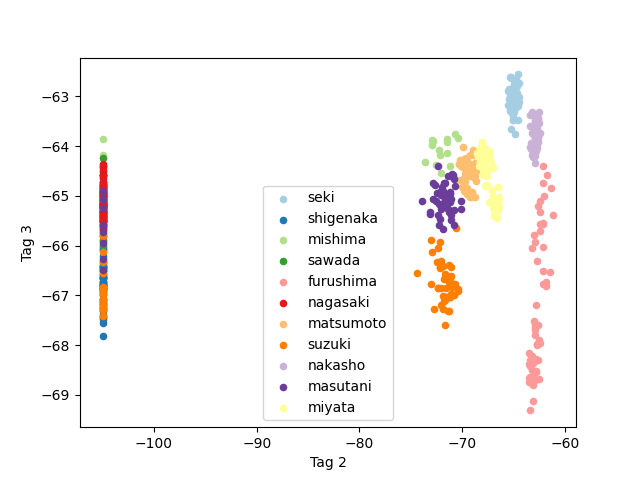 −63
−64
−65
−66
−67
−68
−69
Tag 3
seki
shigenaka
mishima
sawada
furushima
nagasaki
matsumoto
suzuki
nakasho
masutani
miyata
−100
−90
−80
−70
−60
Tag 2